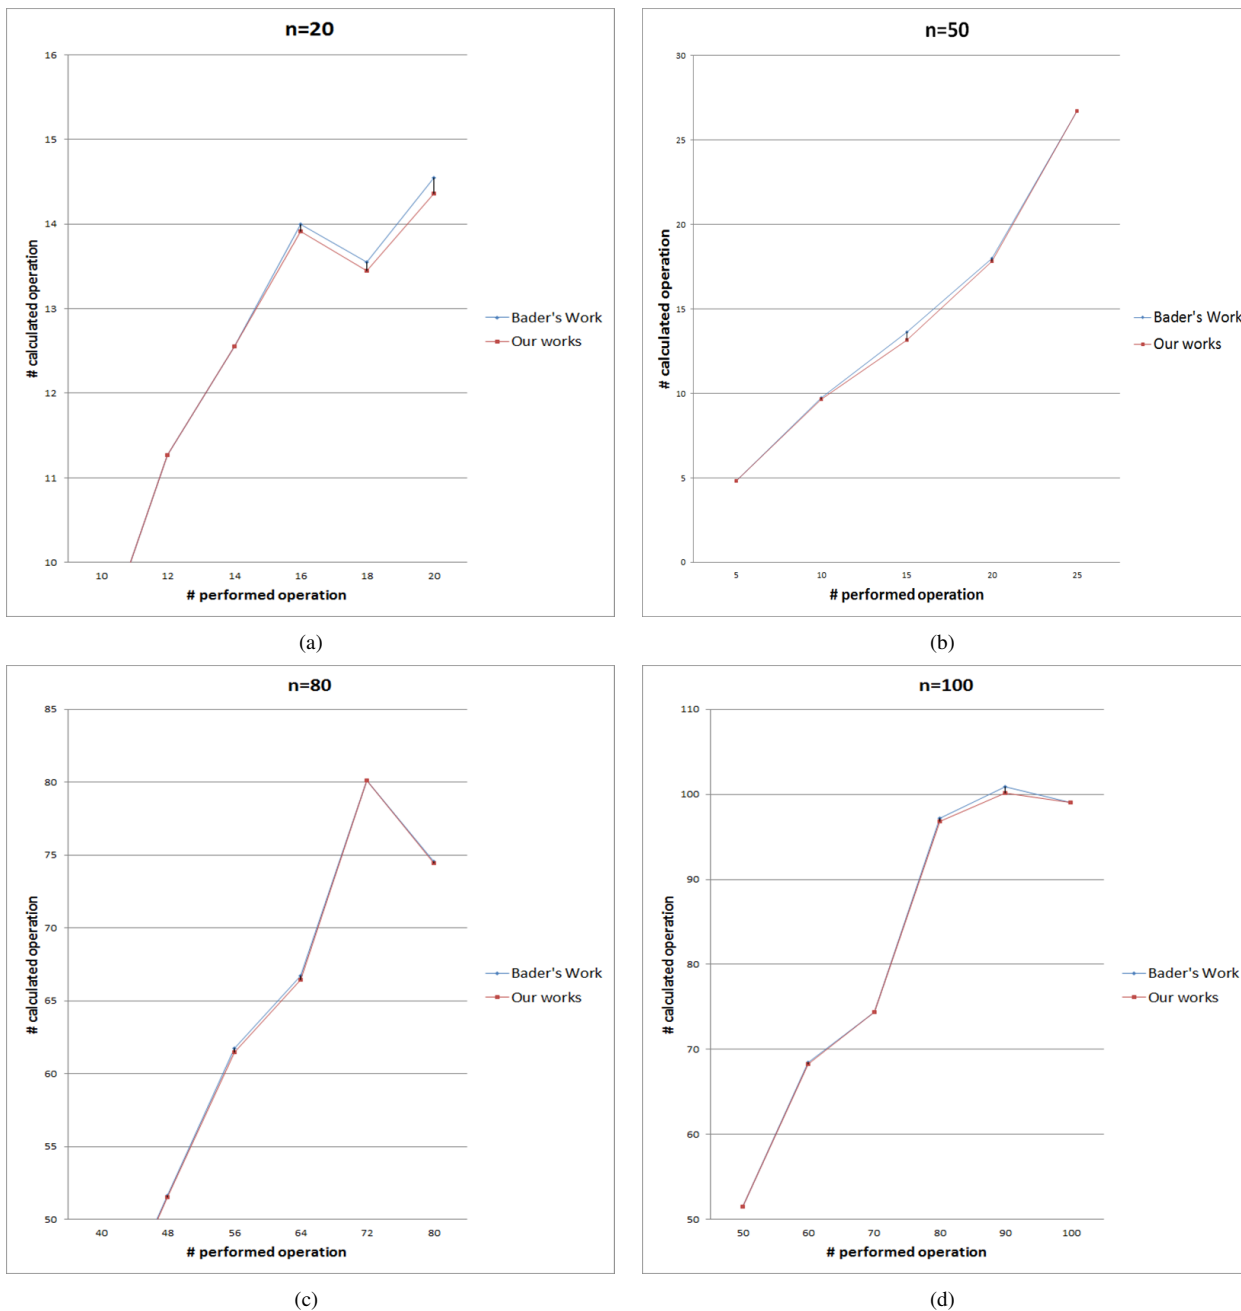 n=20
16
15
14
13
12
11
10
# calculated operation
10 12 14 16 18 20
# performed operation
Bader's Work
Our works
(a)
n=50
30
25
20
15
10
5
0
# calculated operation
5 10 15 20 25
# performed operation
Bader's Work
Our works
(b)
n=80
85
80
75
70
65
60
55
50
# calculated operation
40 48 56 64 72 80
# performed operation
Bader's Work
Our works
(c)
n=100
110
100
90
80
70
60
50
# calculated operation
50 60 70 80 90 100
# performed operation
Bader's Work
Our works
(d)